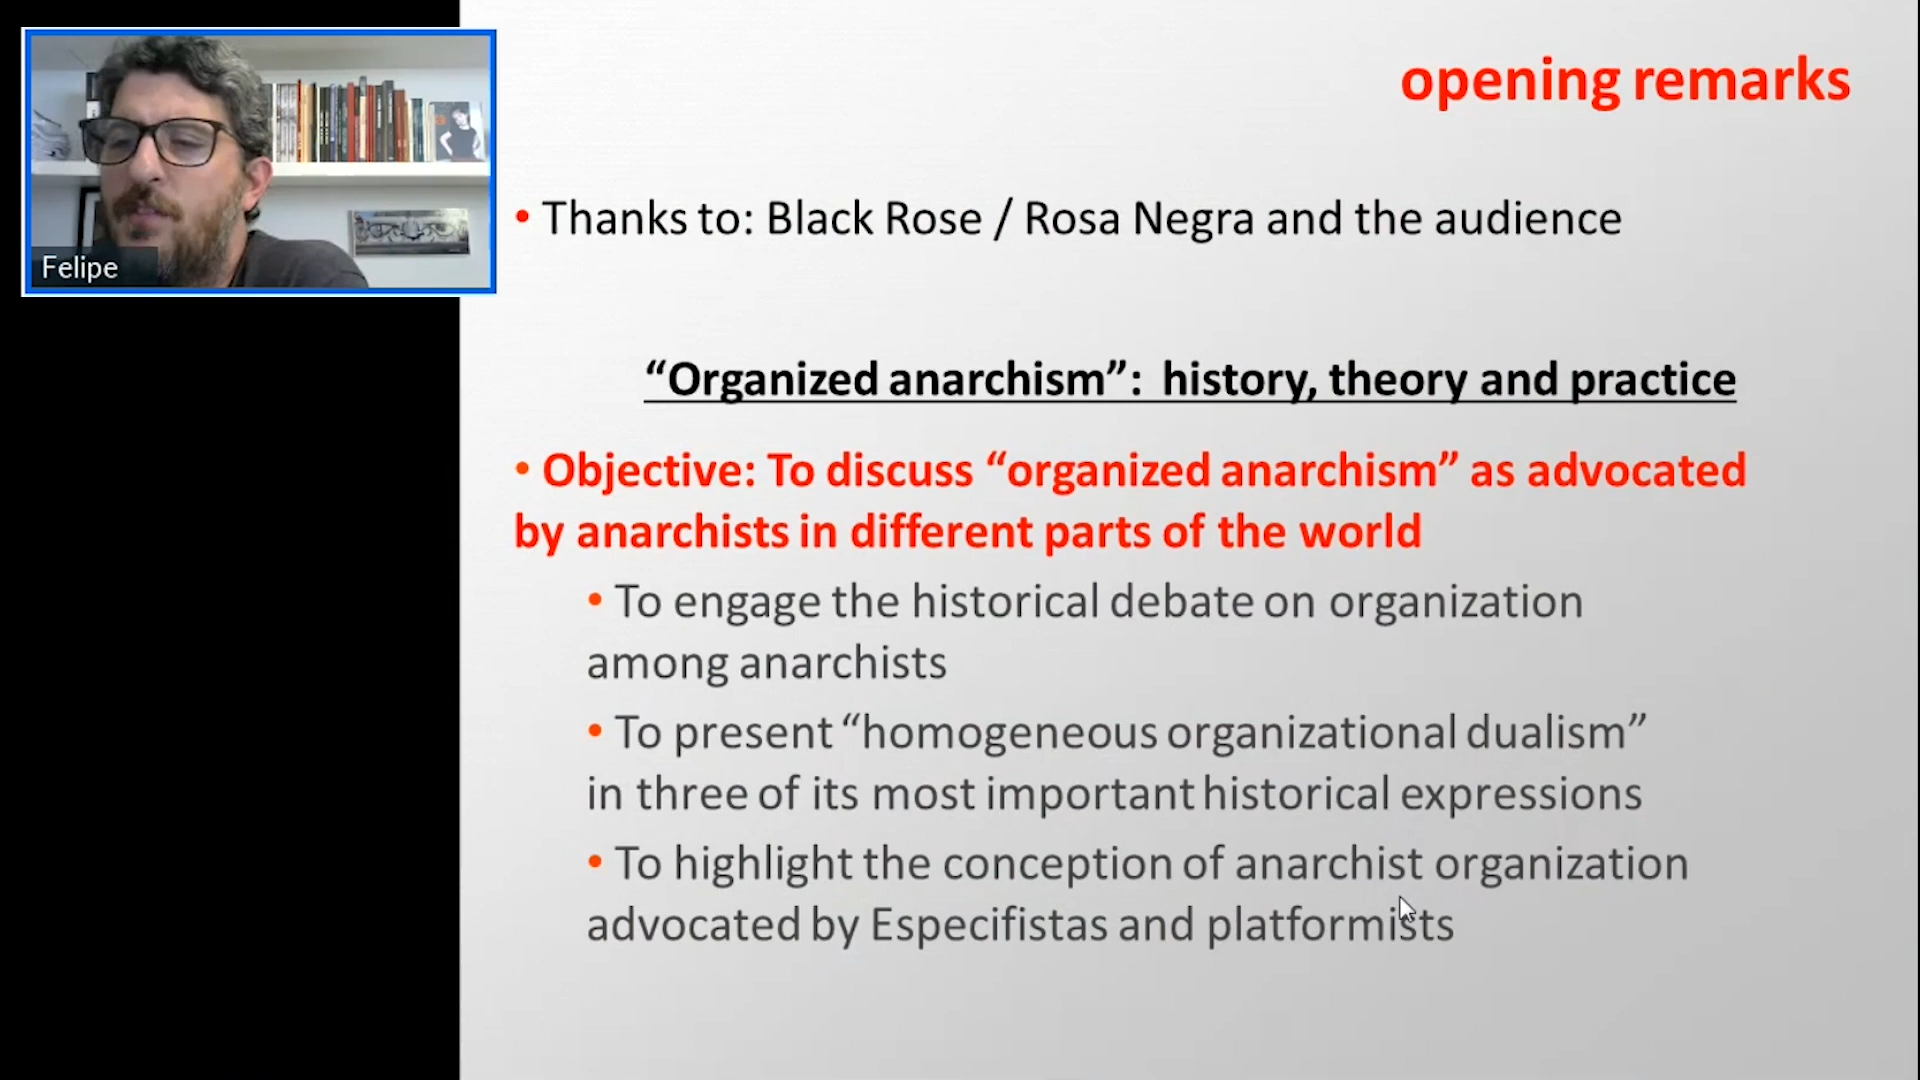 opening remarks
Felipe
• Thanks to: Black Rose / Rosa Negra and the audience
“Organized anarchism”: history, theory and practice
• Objective: To discuss “organized anarchism” as advocated
by anarchists in different parts of the world
• To engage the historical debate on organization
among anarchists
• To present “homogeneous organizational dualism”
in three of its most important historical expressions
• To highlight the conception of anarchist organization
advocated by Especifistas and platformists